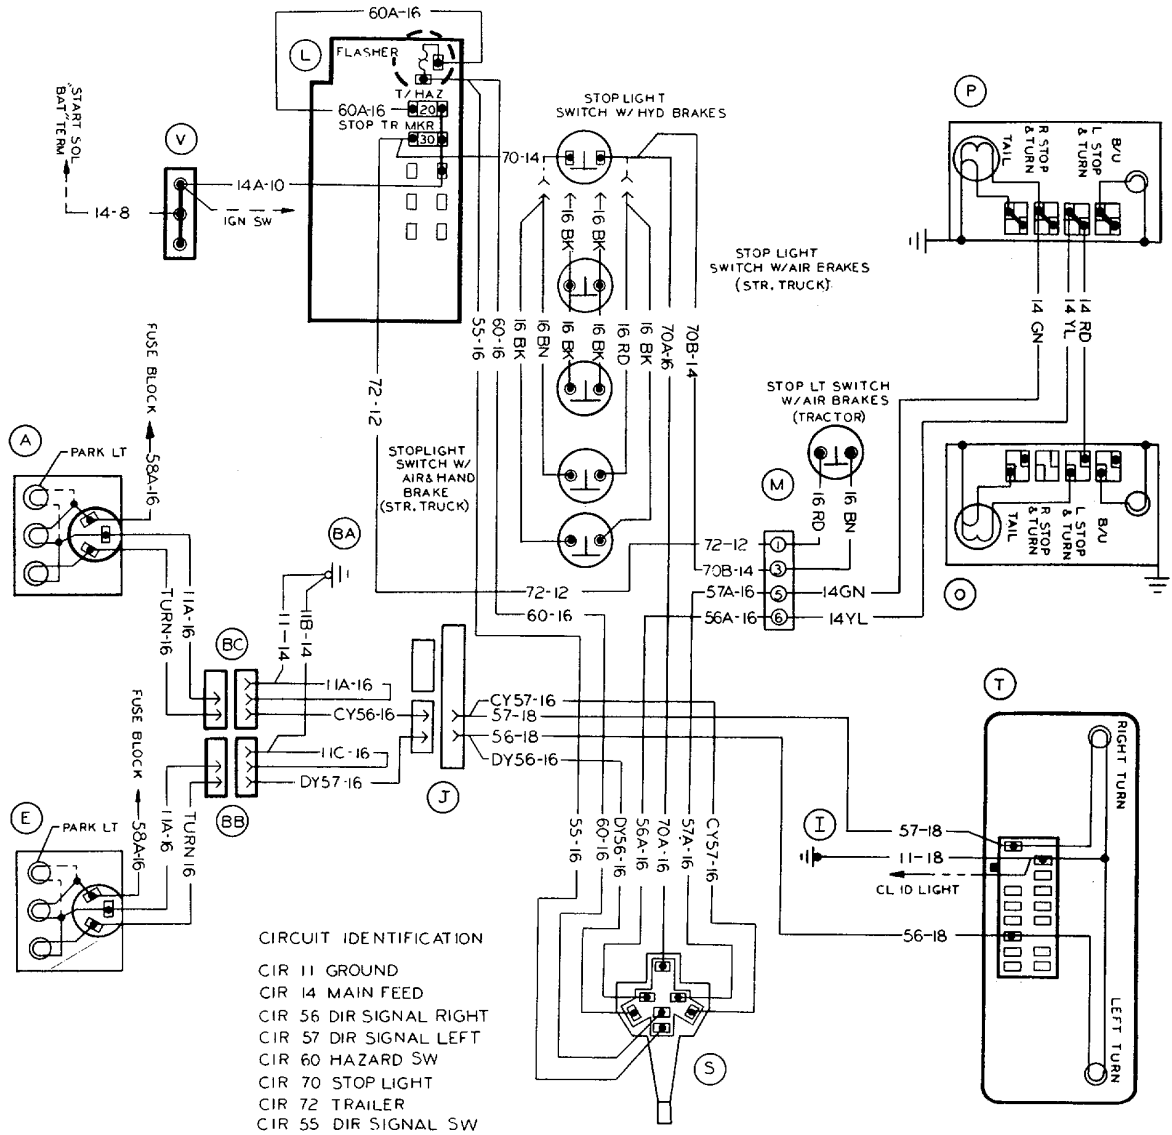 60A-16
L
FLASHER
T/HAZ
60A-16
20
STOP TR MKR
30
"START SOL
BAT" TERM
V
14A-10
14-8
IGN SW
70-14
STOPLIGHT
SWITCH W/HYD BRAKES
P
TAIL
R STOP
& TURN
L STOP
& TURN
B/U
16 BK
16 BK
STOP LIGHT
SWITCH W/AIR BRAKES
(STR. TRUCK)
55-16
60-16
16 BK
16 BN
16 BK
16 BK
16 RD
16 BK
70A-16
70B-14
14 GN
14 YL
14 RD
72-12
FUSE BLOCK
58A-16
A
PARK LT
STOP LT SWITCH
W/AIR BRAKES
(TRACTOR)
STOPLIGHT
SWITCH W/
AIR & HAND
BRAKE
(STR. TRUCK)
M
16 RD
16 BN
TAIL
R STOP
& TURN
L STOP
& TURN
B/U
O
BA
72-12
1
70B-14
3
57A-16
5
14GN
56A-16
6
14YL
72-12
60-16
11A-16
TURN-16
11-14
11B-14
BC
11A-16
CY56-16
11C-16
DY57-16
BB
J
CY57-16
57-18
56-18
DY56-16
T
RIGHT TURN
FUSE BLOCK
58A-16
11A-16
TURN 16
E
PARK LT
55-16
60-16
DY56-16
56A-16
70A-16
57A-16
CY57-16
I
57-18
11-18
CL ID LIGHT
56-18
LEFT TURN
S
CIRCUIT IDENTIFICATION
CIR 11 GROUND
CIR 14 MAIN FEED
CIR 56 DIR SIGNAL RIGHT
CIR 57 DIR SIGNAL LEFT
CIR 60 HAZARD SW
CIR 70 STOP LIGHT
CIR 72 TRAILER
CIR 55 DIR SIGNAL SW